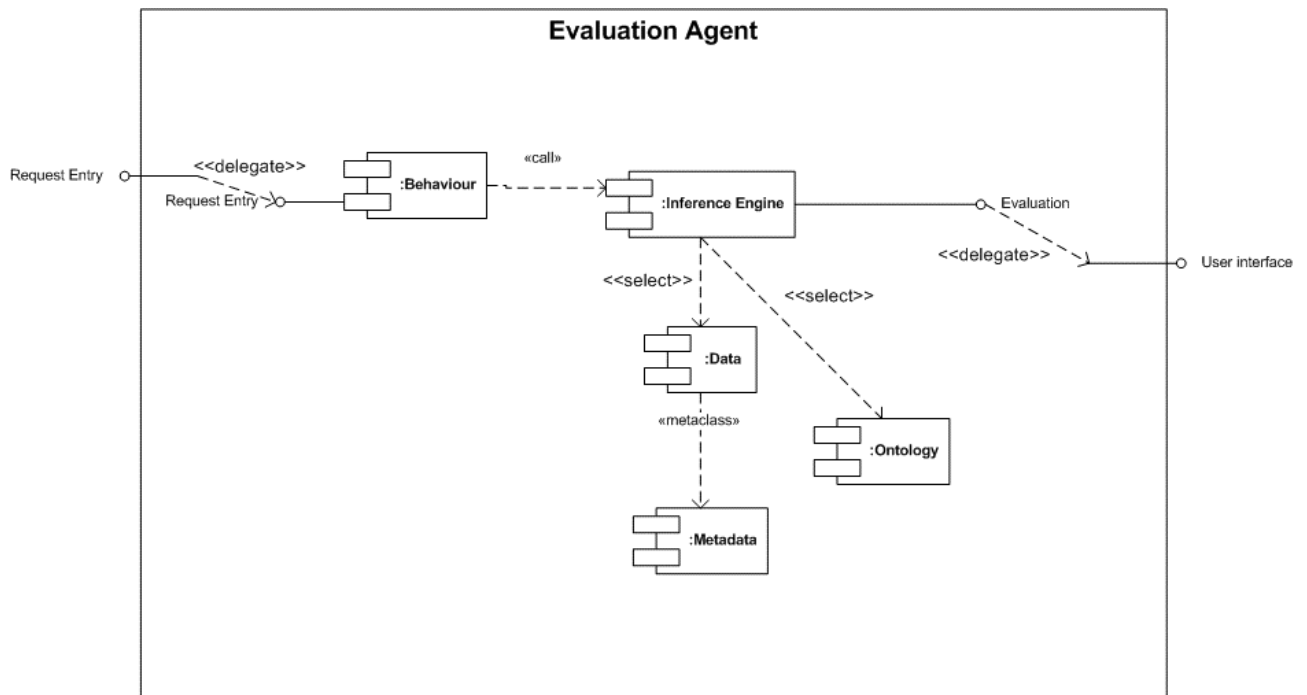 Evaluation Agent
Request Entry
<<delegate>>
Request Entry
:Behaviour
«call»
:Inference Engine
Evaluation
<<delegate>>
User interface
<<select>>
<<select>>
:Data
«metaclass»
:Ontology
:Metadata